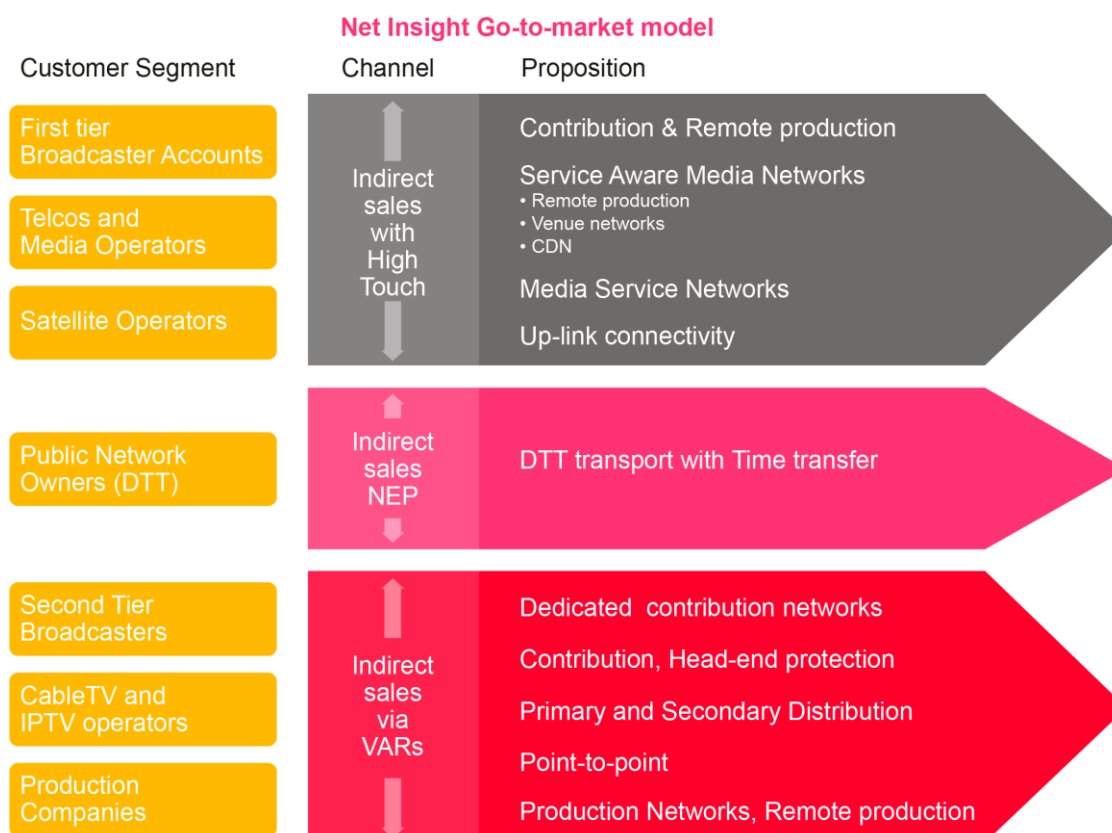 Net Insight Go-to-market model
Customer Segment
Channel
Proposition
First tier
Broadcaster Accounts
Telcos and
Media Operators
Satellite Operators
Indirect
sales
with
High
Touch
Contribution & Remote production
Service Aware Media Networks
• Remote production
• Venue networks
• CDN
Media Service Networks
Up-link connectivity
Public Network
Owners (DTT)
Indirect
sales
NEP
DTT transport with Time transfer
Second Tier
Broadcasters
CableTV and
IPTV operators
Production
Companies
Indirect
sales
via
VARs
Dedicated contribution networks
Contribution, Head-end protection
Primary and Secondary Distribution
Point-to-point
Production Networks, Remote production